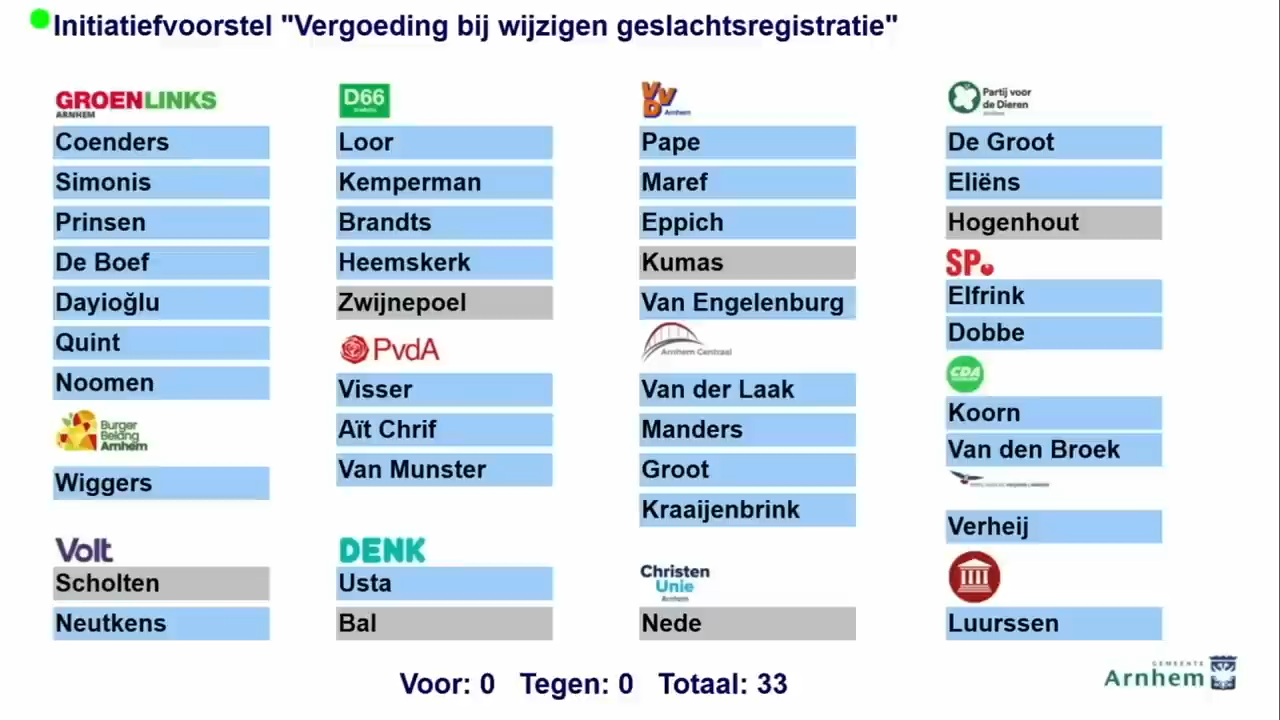 Initiatiefvoorstel "Vergoeding bij wijzigen geslachtsregistratie"
GROENLINKS
ARNHEM
Coenders
Simonis
Prinsen
De Boef
Dayioğlu
Quint
Noomen
Burger
Belang
Arnhem
Wiggers
Volt
Scholten
Neutkens
D66
Loor
Kemperman
Brandts
Heemskerk
Zwijnepoel
PvdA
Visser
Aït Chrif
Van Munster
DENK
Usta
Bal
VVD
Arnhem
Pape
Maref
Eppich
Kumas
Van Engelenburg
Arnhem Centraal
Van der Laak
Manders
Groot
Kraaijenbrink
Christen
Unie
Arnhem
Nede
Partij voor
de Dieren
De Groot
Eliëns
Hogenhout
SP
Elfrink
Dobbe
CDA
Koorn
Van den Broek
Verheij
Luurssen
Voor: 0 Tegen: 0 Totaal: 33
GEMEENTE
Arnhem